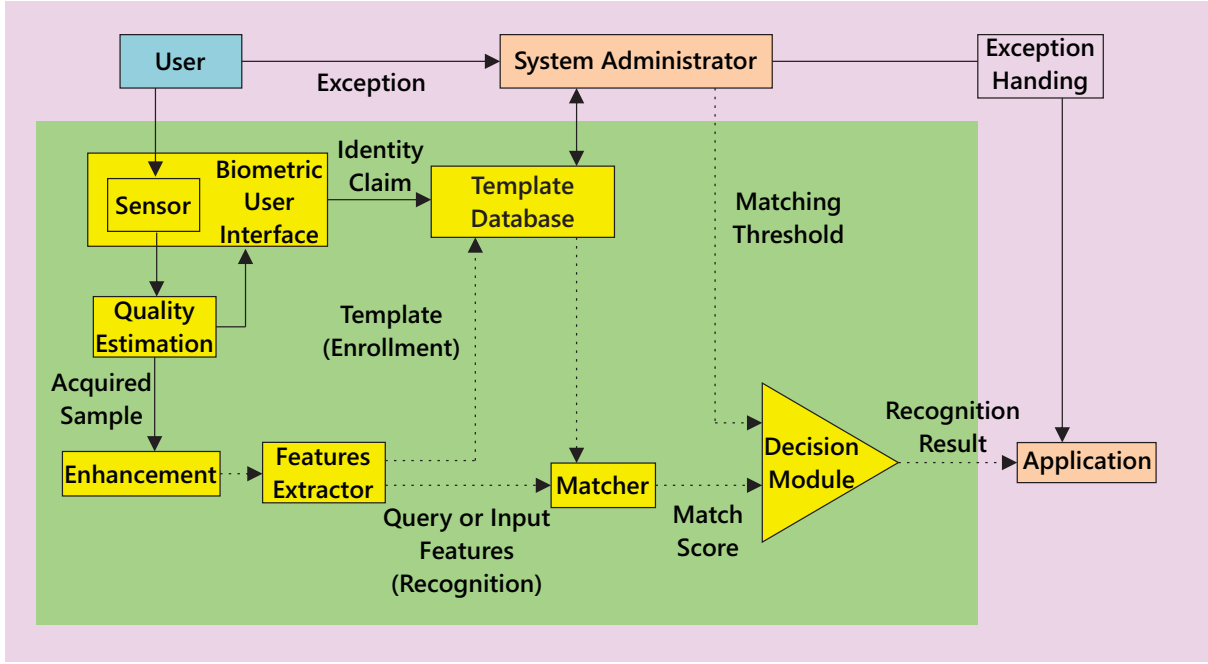 User
Exception
System Administrator
Exception
Handing
Sensor
Biometric
User
Interface
Identity
Claim
Template
Database
Matching
Threshold
Quality
Estimation
Template
(Enrollment)
Acquired
Sample
Enhancement
Features
Extractor
Query or Input
Features
(Recognition)
Matcher
Match
Score
Decision
Module
Recognition
Result
Application